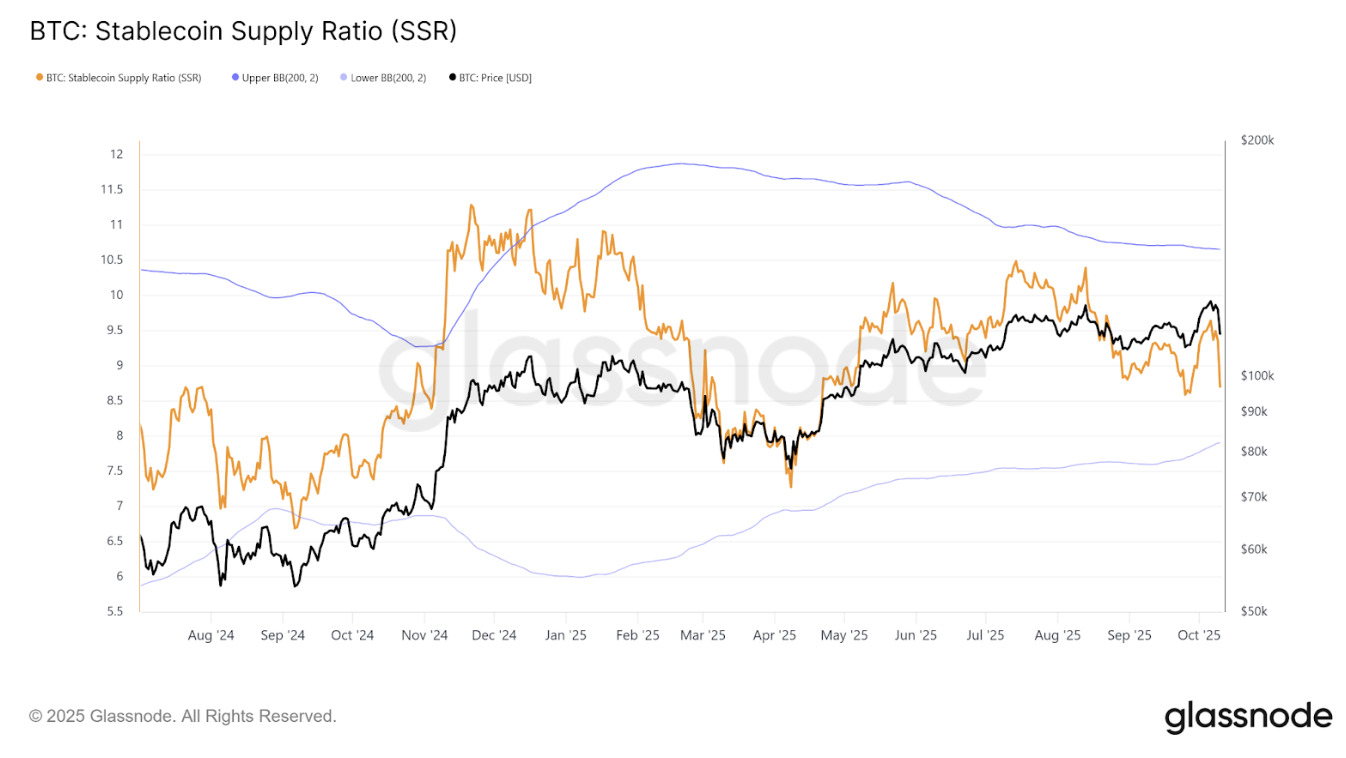 BTC: Stablecoin Supply Ratio (SSR)
BTC: Stablecoin Supply Ratio (SSR) Upper BB(200, 2) Lower BB(200, 2) BTC: Price [USD]
12
11.5
11
10.5
10
9.5
9
8.5
8
7.5
7
6.5
6
5.5
$200k
$100k
$90k
$80k
$70k
$60k
$50k
glassnode
Aug '24 Sep '24 Oct '24 Nov '24 Dec '24 Jan '25 Feb '25 Mar '25 Apr '25 May '25 Jun '25 Jul '25 Aug '25 Sep '25 Oct '25
© 2025 Glassnode. All Rights Reserved.
glassnode